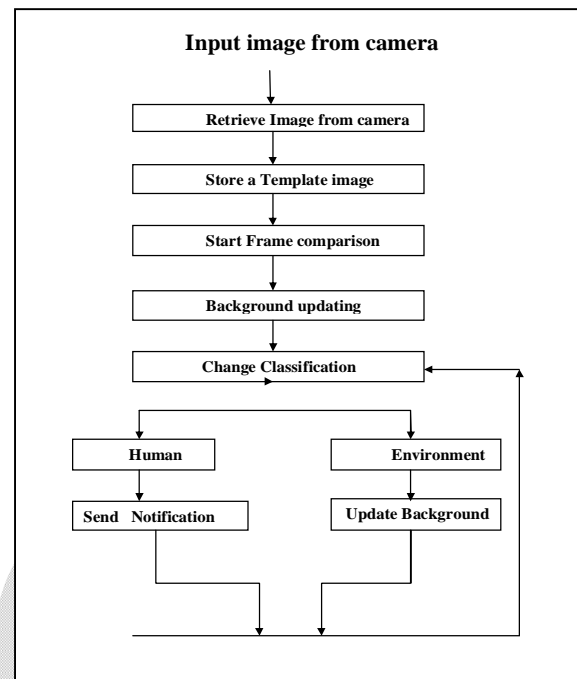 Input image from camera
Retrieve Image from camera
Store a Template image
Start Frame comparison
Background updating
Change Classification
Human
Environment
Send Notification
Update Background